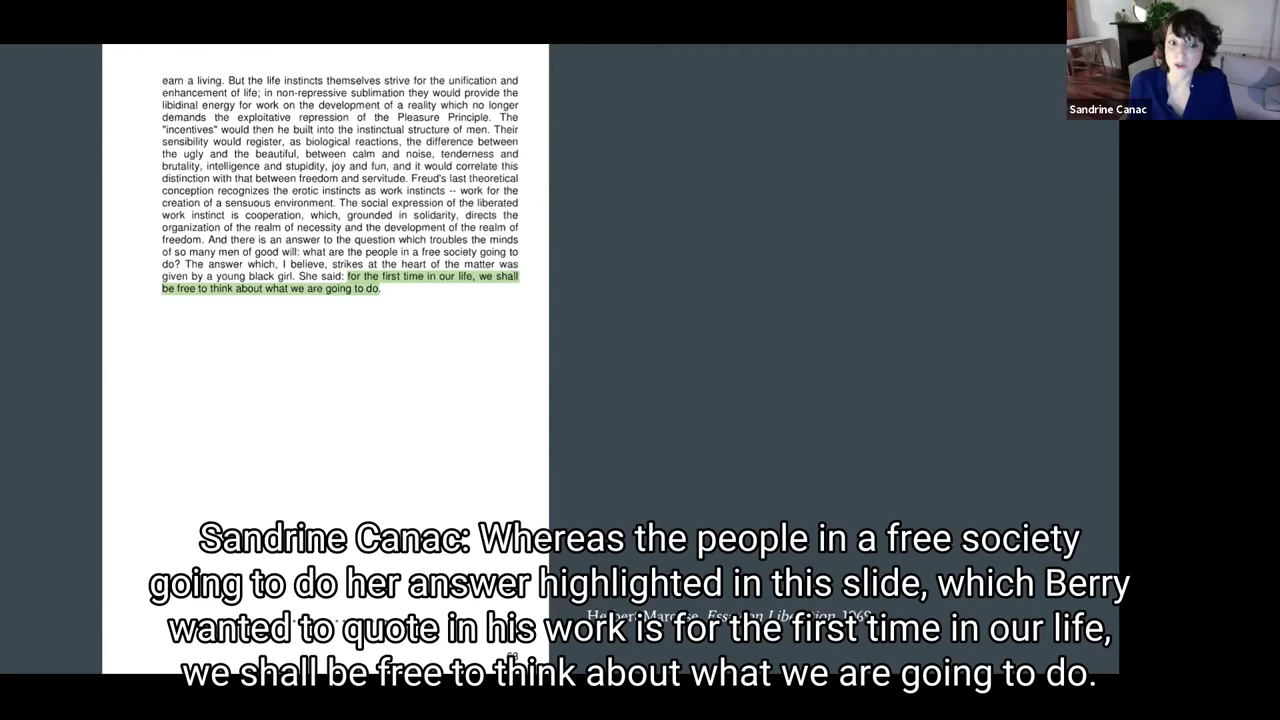 earn a living. But the life instincts themselves strive for the unification and
enhancement of life; in non-repressive sublimation they would provide the
libidinal energy for work on the development of a reality which no longer
demands the exploitative repression of the Pleasure Principle. The
"incentives" would then he built into the instinctual structure of men. Their
sensibility would register, as biological reactions, the difference between
the ugly and the beautiful, between calm and noise, tenderness and
brutality, intelligence and stupidity, joy and fun, and it would correlate this
distinction with that between freedom and servitude. Freud's last theoretical
conception recognizes the erotic instincts as work instincts -- work for the
creation of a sensuous environment. The social expression of the liberated
work instinct is cooperation, which, grounded in solidarity, directs the
organization of the realm of necessity and the development of the realm of
freedom. And there is an answer to the question which troubles the minds
of so many men of good will: what are the people in a free society going to
do? The answer which, I believe, strikes at the heart of the matter was
given by a young black girl. She said: for the first time in our life, we shall
be free to think about what we are going to do.
Sandrine Canac
Sandrine Canac: Whereas the people in a free society
going to do her answer highlighted in this slide, which Berry
wanted to quote in his work is for the first time in our life,
we shall be free to think about what we are going to do.